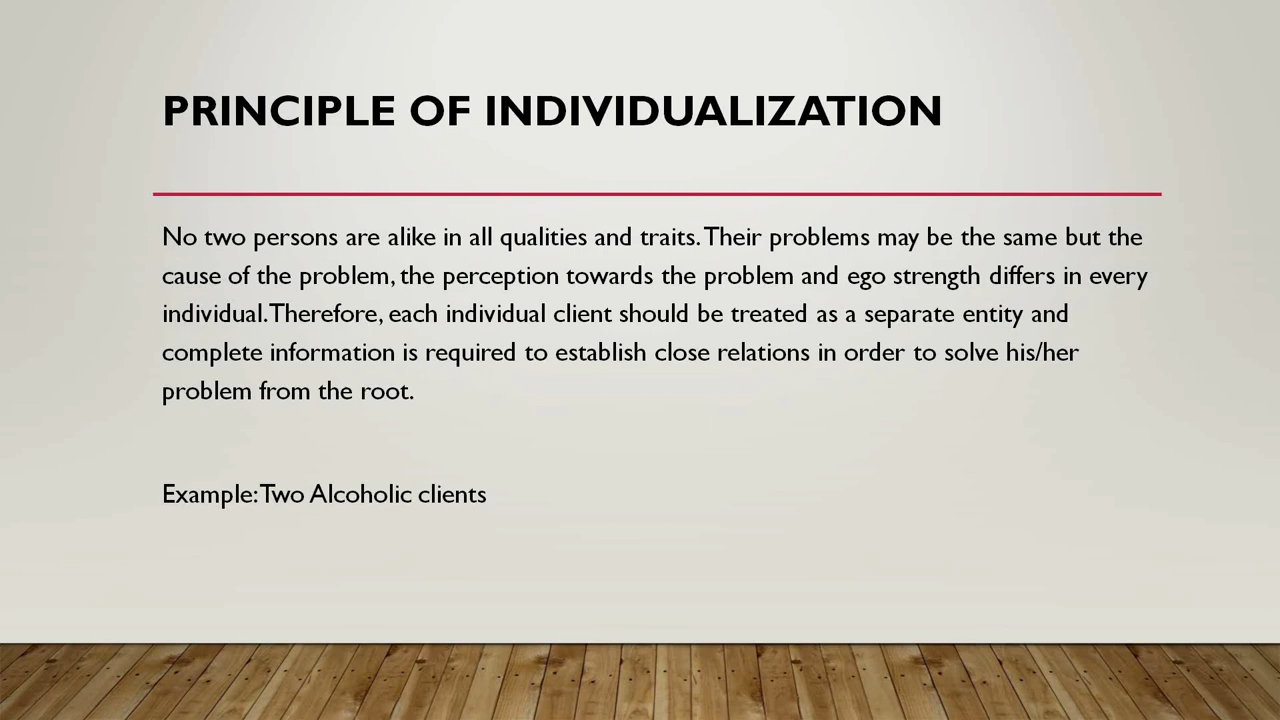 PRINCIPLE OF INDIVIDUALIZATION
No two persons are alike in all qualities and traits. Their problems may be the same but the
cause of the problem, the perception towards the problem and ego strength differs in every
individual. Therefore, each individual client should be treated as a separate entity and
complete information is required to establish close relations in order to solve his/her
problem from the root.
Example: Two Alcoholic clients